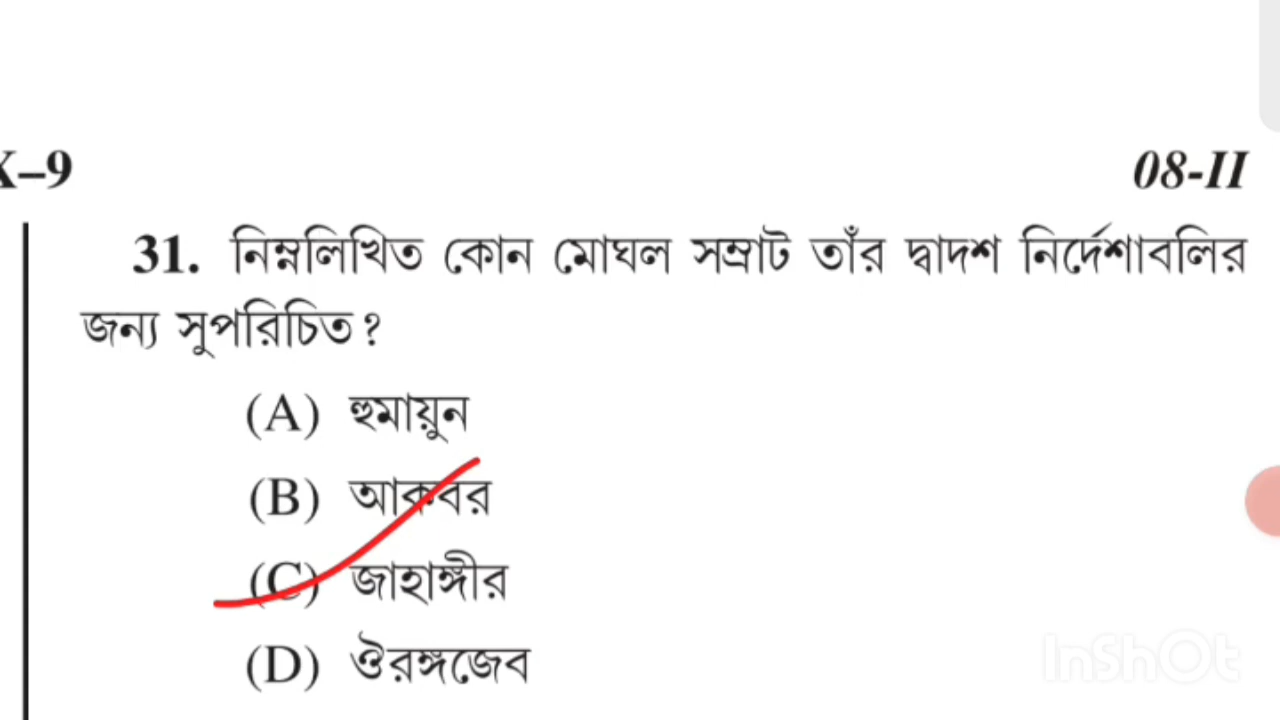 X–9
08-II
31. নিম্নলিখিত কোন মোঘল সম্রাট তাঁর দ্বাদশ নির্দেশাবলির
জন্য সুপরিচিত?
(A) হুমায়ুন
(B) আকবর
(C) জাহাঙ্গীর
(D) ঔরঙ্গজেব
InShOt